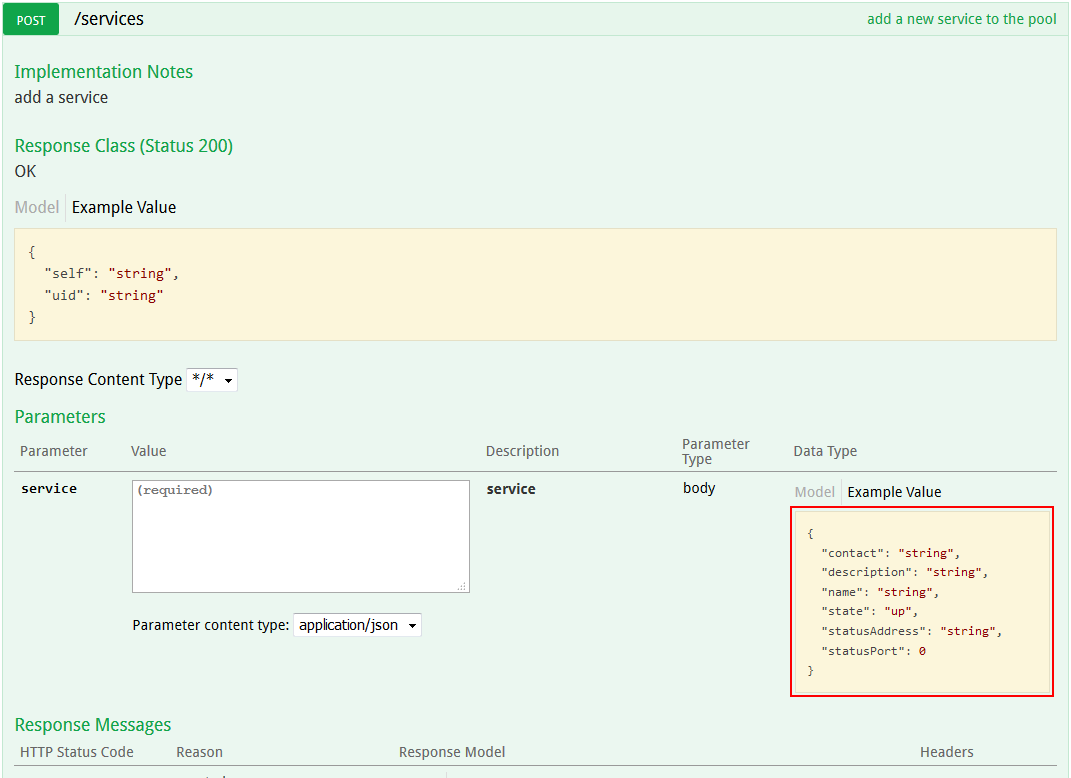 POST /services add a new service to the pool
Implementation Notes
add a service
Response Class (Status 200)
OK
Model Example Value
{
"self": "string",
"uid": "string"
}
Response Content Type */*
Parameters
Parameter Value Description Parameter Type Data Type
service (required) service body Model Example Value
{
"contact": "string",
"description": "string",
"name": "string",
"state": "up",
"statusAddress": "string",
"statusPort": 0
}
Parameter content type: application/json
Response Messages
HTTP Status Code Reason Response Model Headers